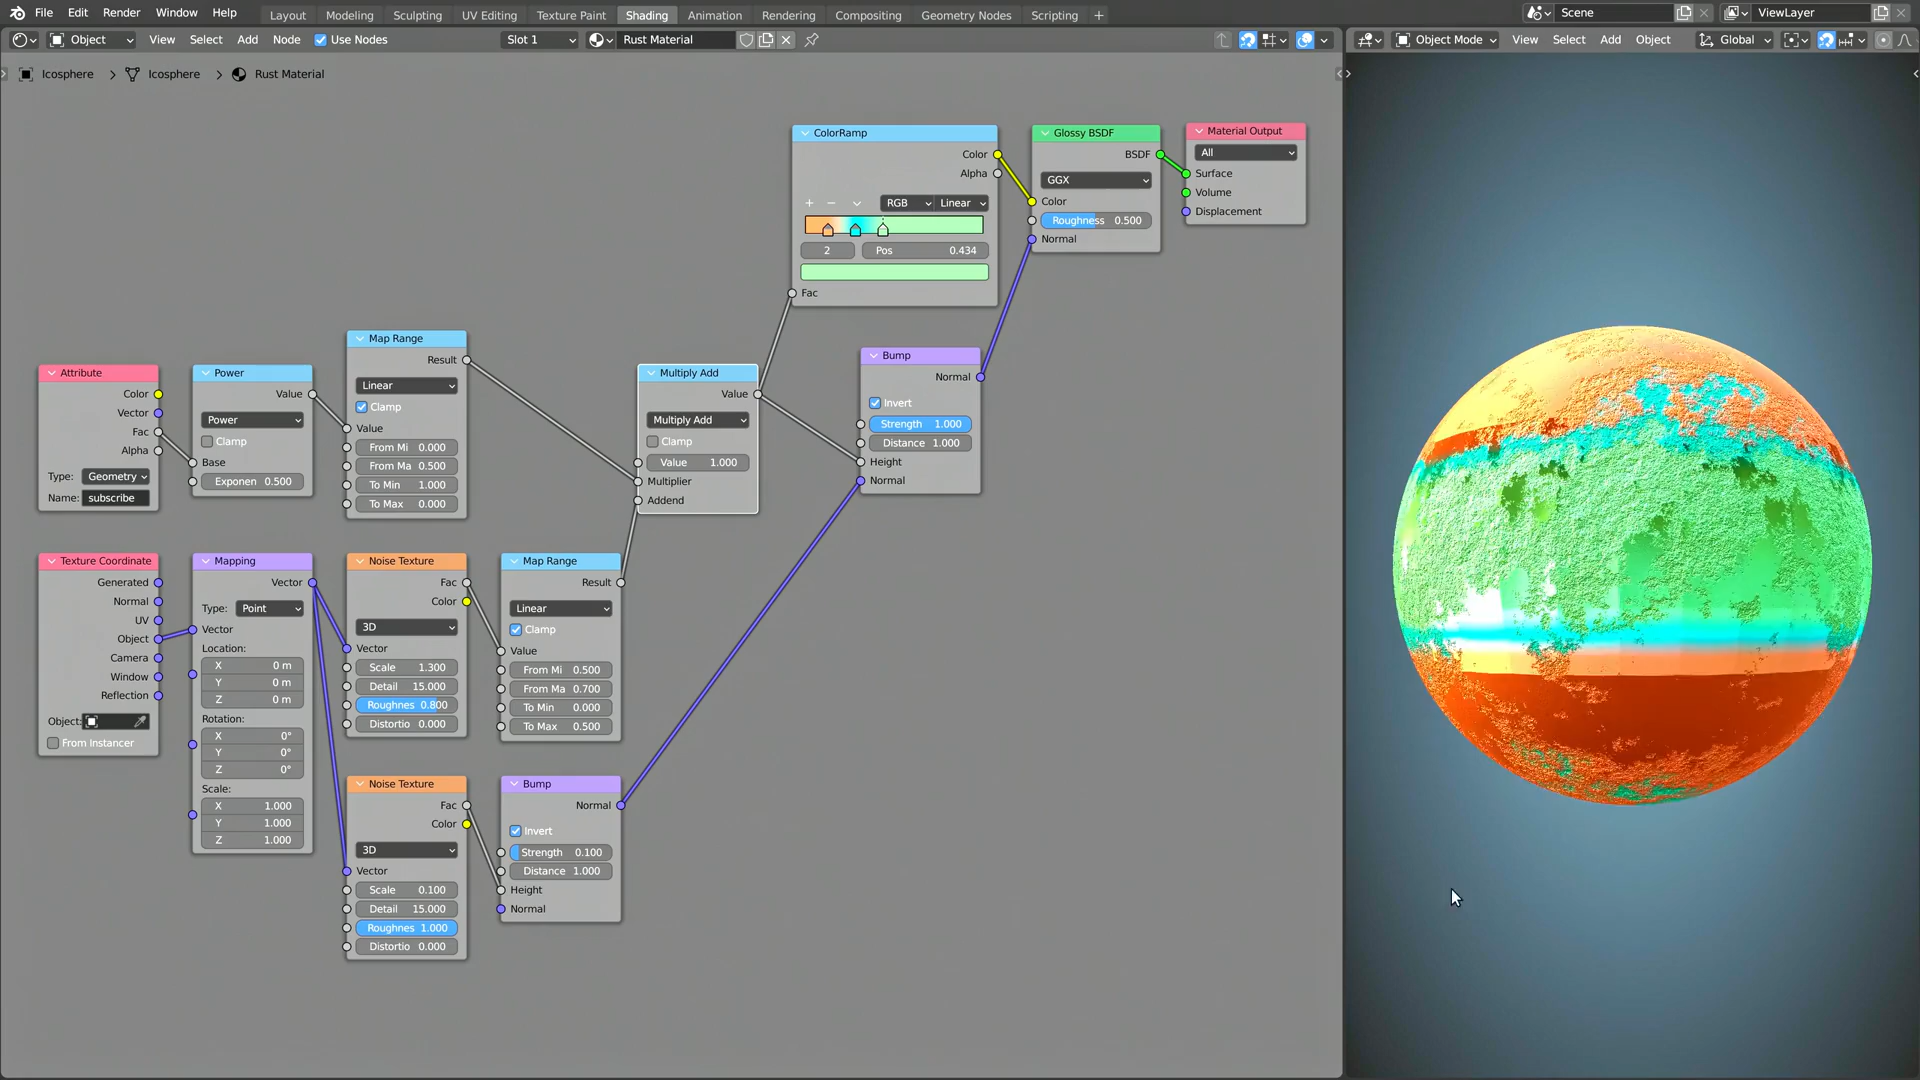 File Edit Render Window Help Layout Modeling Sculpting UV Editing Texture Paint Shading Animation Rendering Compositing Geometry Nodes Scripting + Scene ViewLayer
Object View Select Add Node Use Nodes Slot 1 Rust Material Object Mode View Select Add Object Global
Icosphere > Icosphere > Rust Material
ColorRamp
Color
Alpha
+ − RGB Linear
2 Pos 0.434
Fac
Glossy BSDF
BSDF
GGX
Color
Roughness 0.500
Normal
Material Output
All
Surface
Volume
Displacement
Attribute
Color
Vector
Fac
Alpha
Type: Geometry
Name: subscribe
Power
Value
Power
Clamp
Base
Exponen 0.500
Map Range
Result
Linear
Clamp
Value
From Mi 0.000
From Ma 0.500
To Min 1.000
To Max 0.000
Multiply Add
Value
Multiply Add
Clamp
Value 1.000
Multiplier
Addend
Bump
Normal
Invert
Strength 1.000
Distance 1.000
Height
Normal
Texture Coordinate
Generated
Normal
UV
Object
Camera
Window
Reflection
Object:
From Instancer
Mapping
Vector
Type: Point
Vector
Location:
X 0 m
Y 0 m
Z 0 m
Rotation:
X 0°
Y 0°
Z 0°
Scale:
X 1.000
Y 1.000
Z 1.000
Noise Texture
Fac
Color
3D
Vector
Scale 1.300
Detail 15.000
Roughnes 0.800
Distortio 0.000
Map Range
Result
Linear
Clamp
Value
From Mi 0.500
From Ma 0.700
To Min 0.000
To Max 0.500
Noise Texture
Fac
Color
3D
Vector
Scale 0.100
Detail 15.000
Roughnes 1.000
Distortio 0.000
Bump
Normal
Invert
Strength 0.100
Distance 1.000
Height
Normal